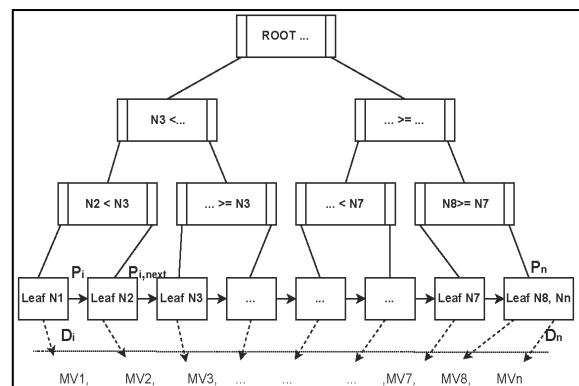 ROOT ...
N3 <... ... >= ...
N2 < N3 ... >= N3 ... < N7 N8>= N7
Pi Pi,next Pn
Leaf N1 Leaf N2 Leaf N3 ... ... ... Leaf N7 Leaf N8, Nn
Di Dn
MV1, MV2, MV3, ... ... ... ,MV7, MV8, MVn